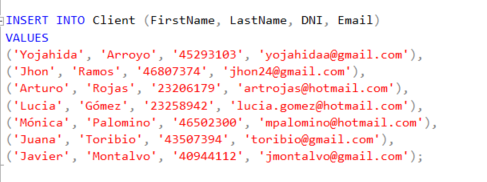 INSERT INTO Client (FirstName, LastName, DNI, Email)
VALUES
('Yojahida', 'Arroyo', '45293103', 'yojahidaa@gmail.com'),
('Jhon', 'Ramos', '46807374', 'jhon24@gmail.com'),
('Arturo', 'Rojas', '23206179', 'artrojas@hotmail.com'),
('Lucia', 'Gómez', '23258942', 'lucia.gomez@hotmail.com'),
('Mónica', 'Palomino', '46502300', 'mpalomino@hotmail.com'),
('Juana', 'Toribio', '43507394', 'toribio@gmail.com'),
('Javier', 'Montalvo', '40944112', 'jmontalvo@gmail.com');